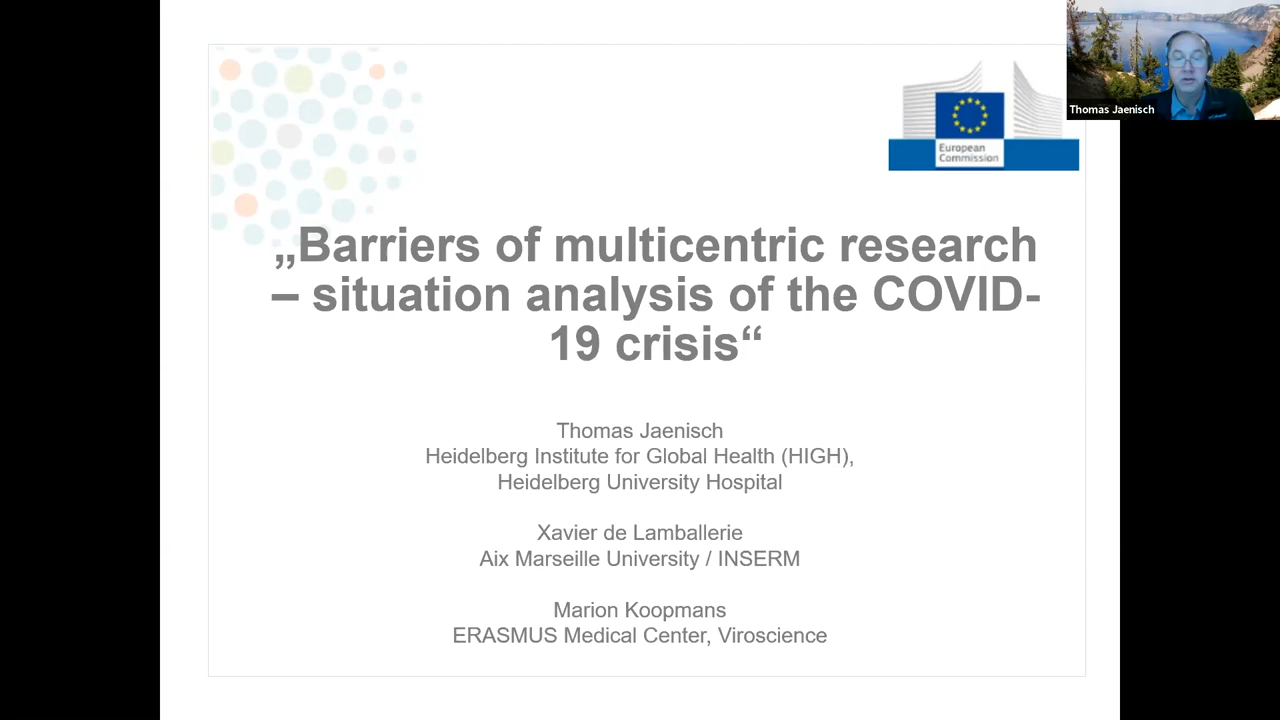 European
Commission
Thomas Jaenisch
„Barriers of multicentric research
– situation analysis of the COVID-
19 crisis“
Thomas Jaenisch
Heidelberg Institute for Global Health (HIGH),
Heidelberg University Hospital
Xavier de Lamballerie
Aix Marseille University / INSERM
Marion Koopmans
ERASMUS Medical Center, Viroscience